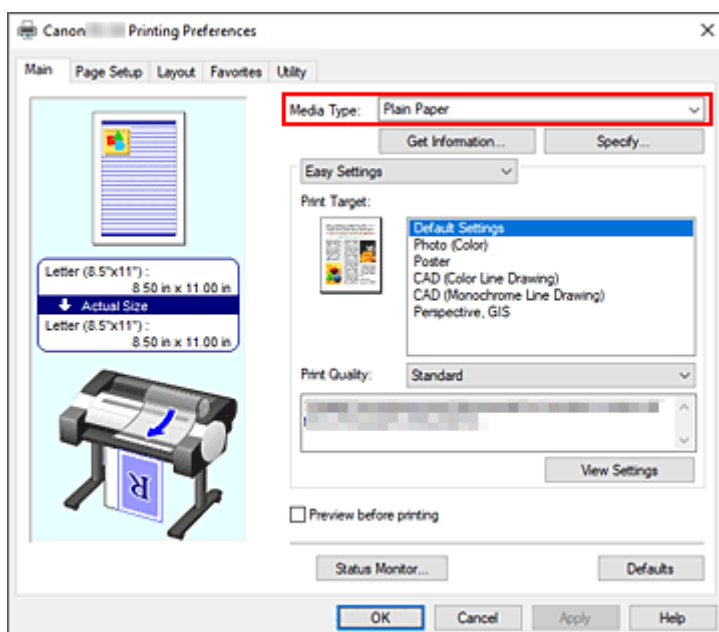 Canon Printing Preferences
Main Page Setup Layout Favorites Utility
Media Type: Plain Paper
Get Information... Specify...
Easy Settings
Print Target:
Default Settings
Photo (Color)
Poster
CAD (Color Line Drawing)
CAD (Monochrome Line Drawing)
Perspective, GIS
Letter (8.5"x11") :
8.50 in x 11.00 in
Actual Size
Letter (8.5"x11") :
8.50 in x 11.00 in
Print Quality: Standard
R
View Settings
Preview before printing
Status Monitor... Defaults
OK Cancel Apply Help